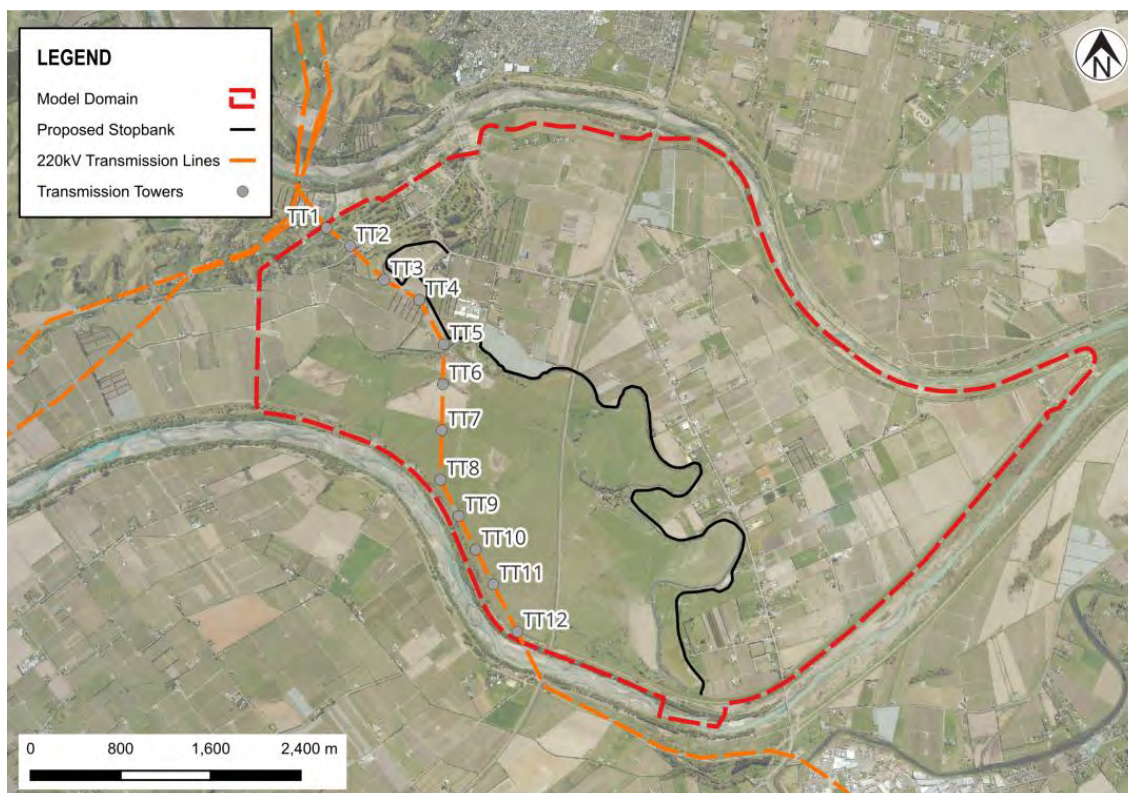 LEGEND
Model Domain
Proposed Stopbank
220kV Transmission Lines
Transmission Towers
N
TT1
TT2
TT3
TT4
TT5
TT6
TT7
TT8
TT9
TT10
TT11
TT12
0 800 1,600 2,400 m